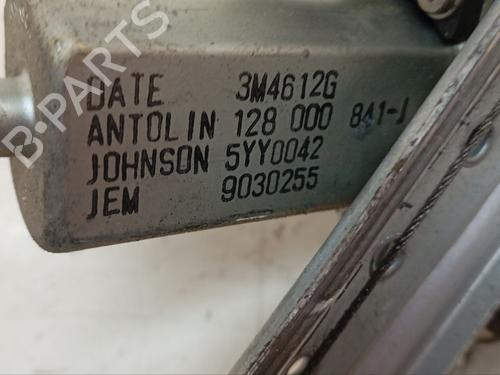 B-PARTS
DATE 3M4612G
ANTOLIN 128 000 841-J
JOHNSON 5YY0042
JEM 9030255